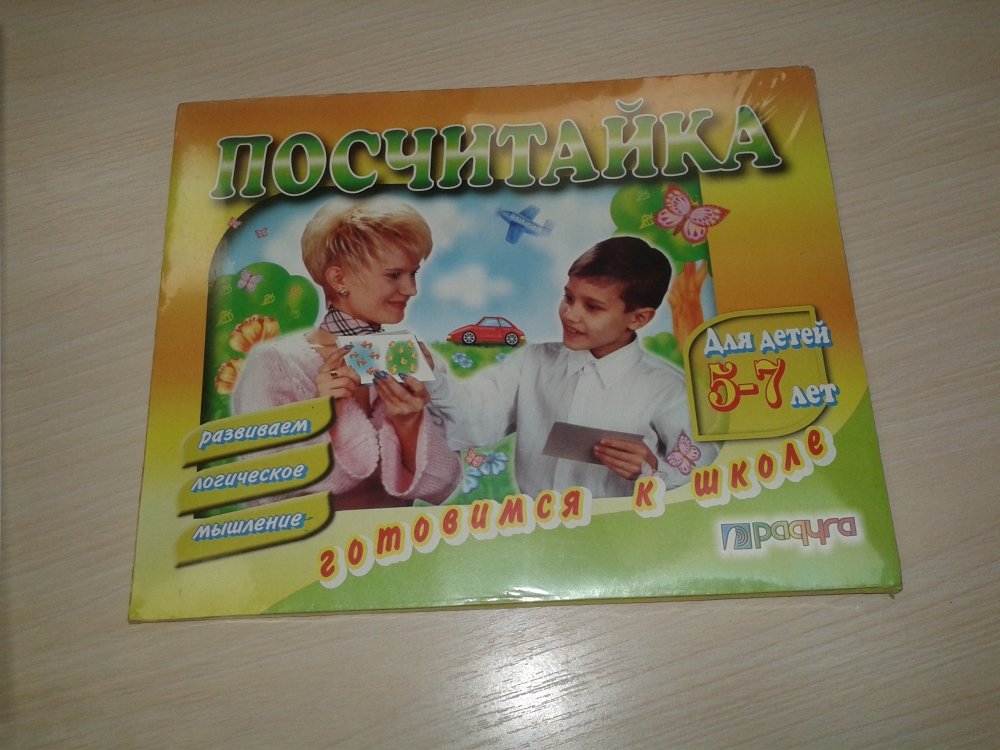 ПОСЧИТАЙКА
Для детей
5-7 лет
развиваем
логическое
мышление
готовимся к школе
радуга